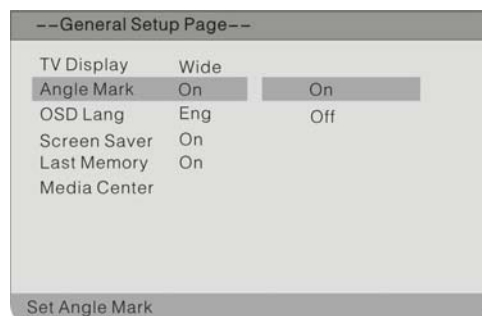 --General Setup Page--
TV Display Wide
Angle Mark On On
OSD Lang Eng Off
Screen Saver On
Last Memory On
Media Center
Set Angle Mark